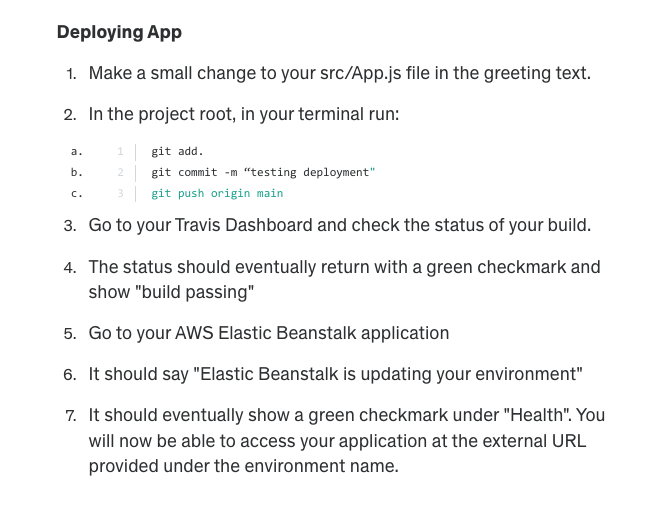 Deploying App
1. Make a small change to your src/App.js file in the greeting text.
2. In the project root, in your terminal run:
a. 1 git add.
b. 2 git commit -m “testing deployment"
c. 3 git push origin main
3. Go to your Travis Dashboard and check the status of your build.
4. The status should eventually return with a green checkmark and
show "build passing"
5. Go to your AWS Elastic Beanstalk application
6. It should say "Elastic Beanstalk is updating your environment"
7. It should eventually show a green checkmark under "Health". You
will now be able to access your application at the external URL
provided under the environment name.